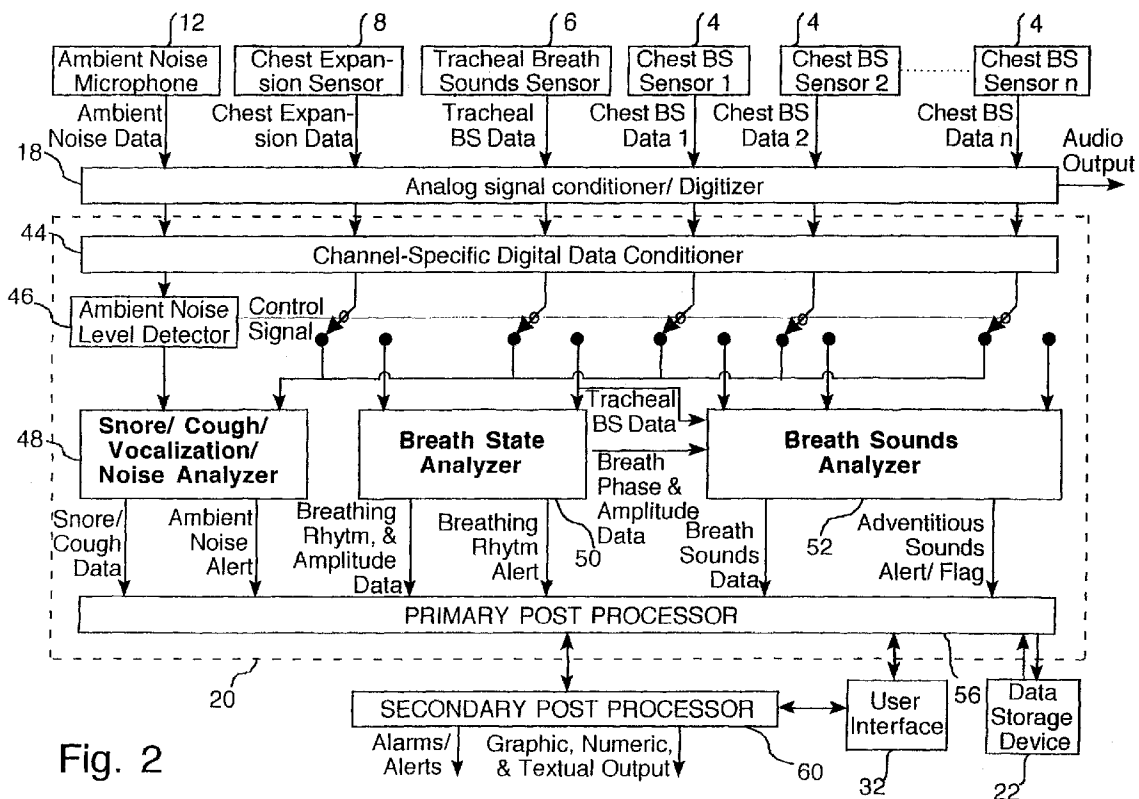 12 8 6 4 4 4
Ambient Noise
Microphone
Chest Expan-
sion Sensor
Tracheal Breath
Sounds Sensor
Chest BS
Sensor 1
Chest BS
Sensor 2
Chest BS
Sensor n
Ambient
Noise Data
Chest Expan-
sion Data
Tracheal
BS Data
Chest BS
Data 1
Chest BS
Data 2
Chest BS
Data n
Audio
Output
18
Analog signal conditioner/ Digitizer
44
Channel-Specific Digital Data Conditioner
46
Ambient Noise
Level Detector
Control
Signal
48
Snore/ Cough/
Vocalization/
Noise Analyzer
Breath State
Analyzer
Tracheal
BS Data
Breath Sounds
Analyzer
Breath
Phase &
Amplitude
Data
Snore/
Cough
Data
Ambient
Noise
Alert
Breathing
Rhytm, &
Amplitude
Data
Breathing
Rhytm
Alert
50
Breath
Sounds
Data
52
Adventitious
Sounds
Alert/ Flag
PRIMARY POST PROCESSOR
20
56
SECONDARY POST PROCESSOR
User
Interface
Data
Storage
Device
Alarms/
Alerts
Graphic, Numeric,
& Textual Output
60
32
22
Fig. 2